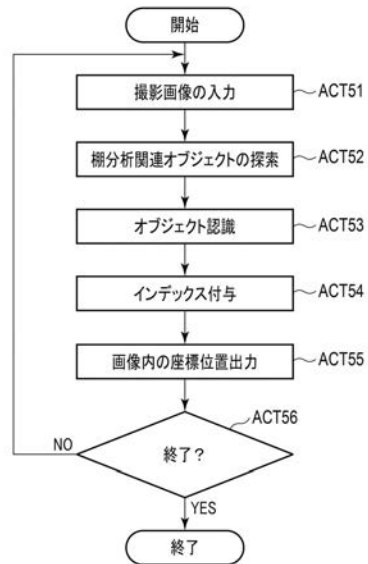 開始
撮影画像の入力 ACT51
棚分析関連オブジェクトの探索 ACT52
オブジェクト認識 ACT53
インデックス付与 ACT54
画像内の座標位置出力 ACT55
ACT56
NO 終了？
YES
終了